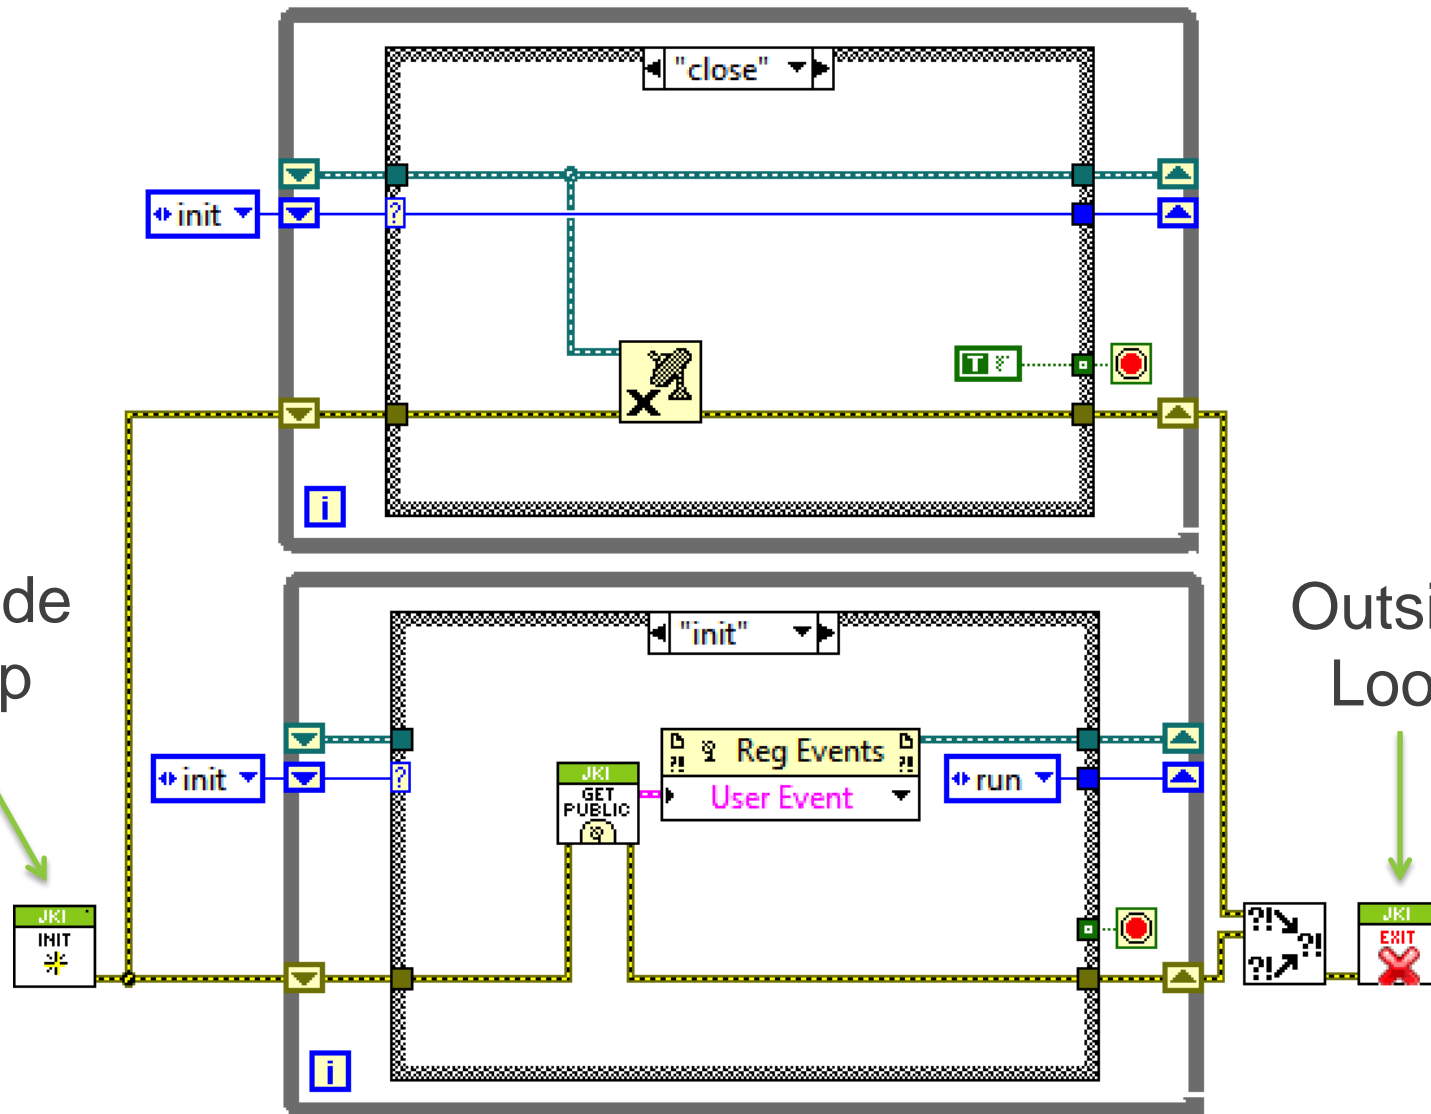 "close"
init
T
i
de
p
"init"
Outsi
Loo
Reg Events
?! ?!
init
JKI
GET
PUBLIC
User Event
run
JKI
INIT
?!
?!
?!
JKI
EXIT
i